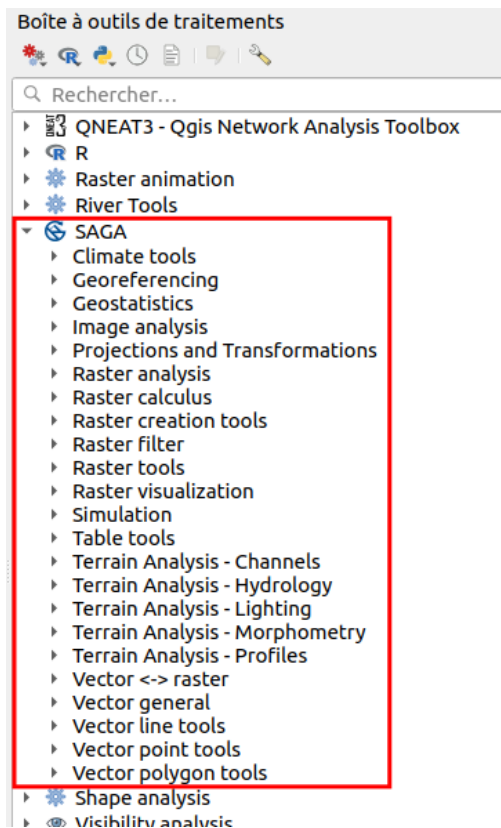 Boîte à outils de traitements
Rechercher...
QNEAT3 - Qgis Network Analysis Toolbox
R
Raster animation
River Tools
SAGA
Climate tools
Georeferencing
Geostatistics
Image analysis
Projections and Transformations
Raster analysis
Raster calculus
Raster creation tools
Raster filter
Raster tools
Raster visualization
Simulation
Table tools
Terrain Analysis - Channels
Terrain Analysis - Hydrology
Terrain Analysis - Lighting
Terrain Analysis - Morphometry
Terrain Analysis - Profiles
Vector <-> raster
Vector general
Vector line tools
Vector point tools
Vector polygon tools
Shape analysis
Visibility analysis